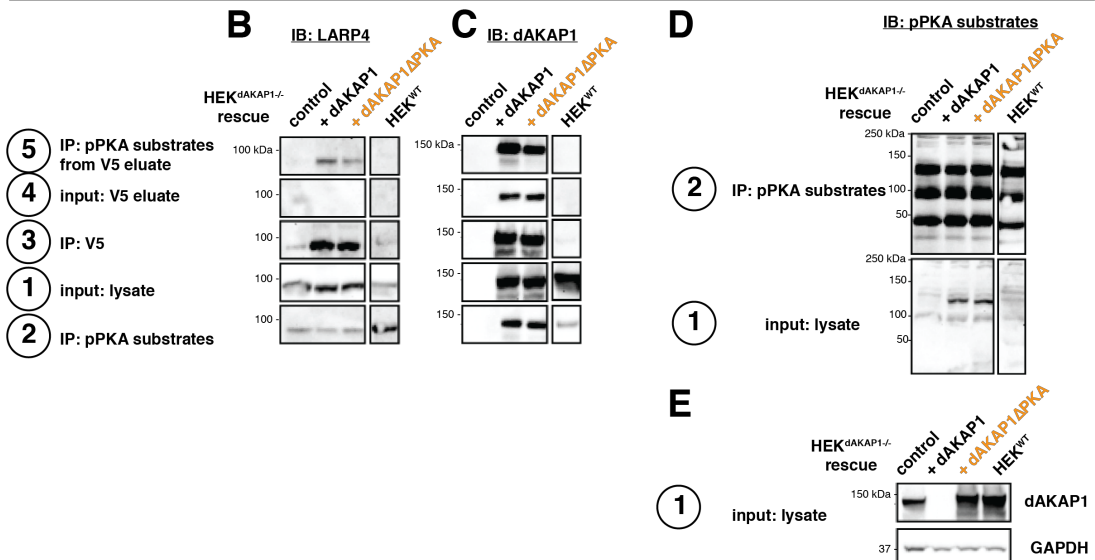 B
IB: LARP4
HEKdAKAP1-/-
rescue
control
+ dAKAP1
+ dAKAP1ΔPKA
HEKWT
5
IP: pPKA substrates
from V5 eluate
100 kDa
4
input: V5 eluate
100
3
IP: V5
100
1
input: lysate
100
2
IP: pPKA substrates
100
C
IB: dAKAP1
control
+ dAKAP1
+ dAKAP1ΔPKA
HEKWT
150 kDa
150
150
150
150
D
IB: pPKA substrates
HEKdAKAP1-/-
rescue
control
+ dAKAP1
+ dAKAP1ΔPKA
HEKWT
2
IP: pPKA substrates
250 kDa
150
100
50
1
input: lysate
250 kDa
150
100
50
E
HEKdAKAP1-/-
rescue
control
+ dAKAP1
+ dAKAP1ΔPKA
HEKWT
1
input: lysate
150 kDa
dAKAP1
37
GAPDH